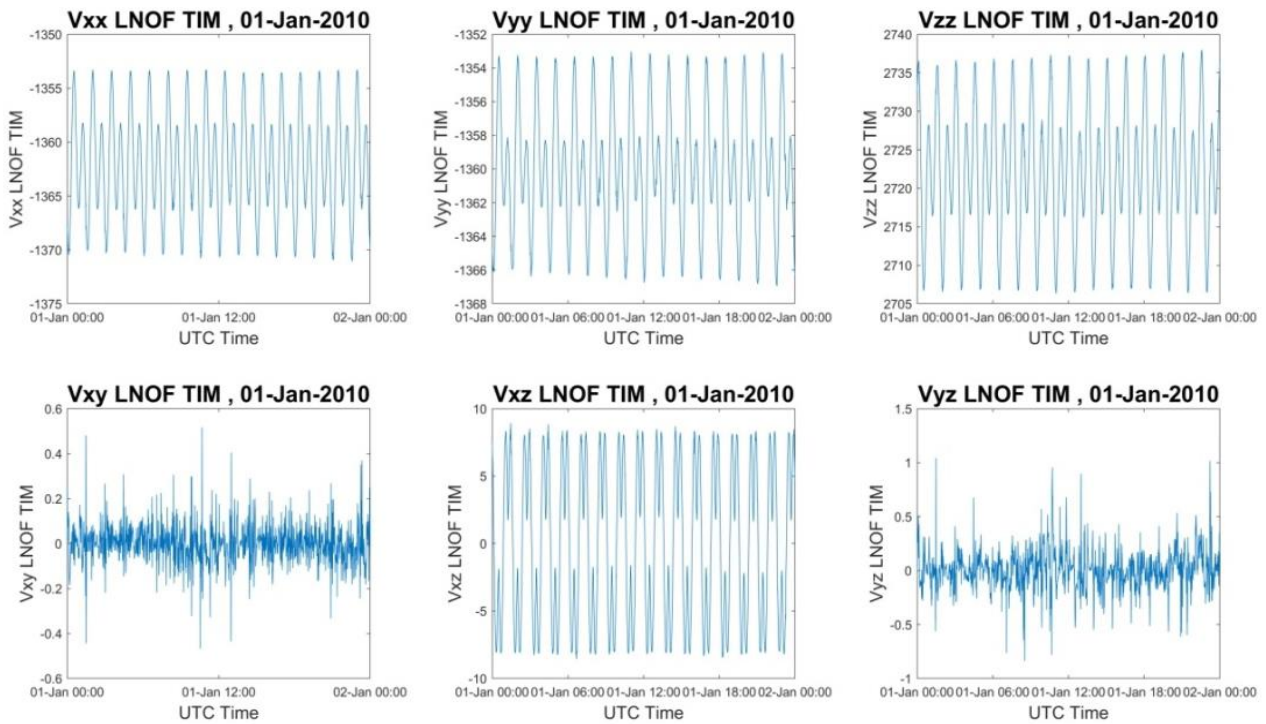 Vxx LNOF TIM , 01-Jan-2010
-1350
-1355
-1360
-1365
-1370
-1375
Vxx LNOF TIM
01-Jan 00:00 01-Jan 12:00 02-Jan 00:00
UTC Time
Vyy LNOF TIM , 01-Jan-2010
-1352
-1354
-1356
-1358
-1360
-1362
-1364
-1366
-1368
Vyy LNOF TIM
01-Jan 00:00 01-Jan 06:00 01-Jan 12:00 01-Jan 18:00 02-Jan 00:00
UTC Time
Vzz LNOF TIM , 01-Jan-2010
2740
2735
2730
2725
2720
2715
2710
2705
Vzz LNOF TIM
01-Jan 00:00 01-Jan 06:00 01-Jan 12:00 01-Jan 18:00 02-Jan 00:00
UTC Time
Vxy LNOF TIM , 01-Jan-2010
0.6
0.4
0.2
0
-0.2
-0.4
-0.6
Vxy LNOF TIM
01-Jan 00:00 01-Jan 12:00 02-Jan 00:00
UTC Time
Vxz LNOF TIM , 01-Jan-2010
10
5
0
-5
-10
Vxz LNOF TIM
01-Jan 00:00 01-Jan 06:00 01-Jan 12:00 01-Jan 18:00 02-Jan 00:00
UTC Time
Vyz LNOF TIM , 01-Jan-2010
1.5
1
0.5
0
-0.5
-1
Vyz LNOF TIM
01-Jan 00:00 01-Jan 06:00 01-Jan 12:00 01-Jan 18:00 02-Jan 00:00
UTC Time